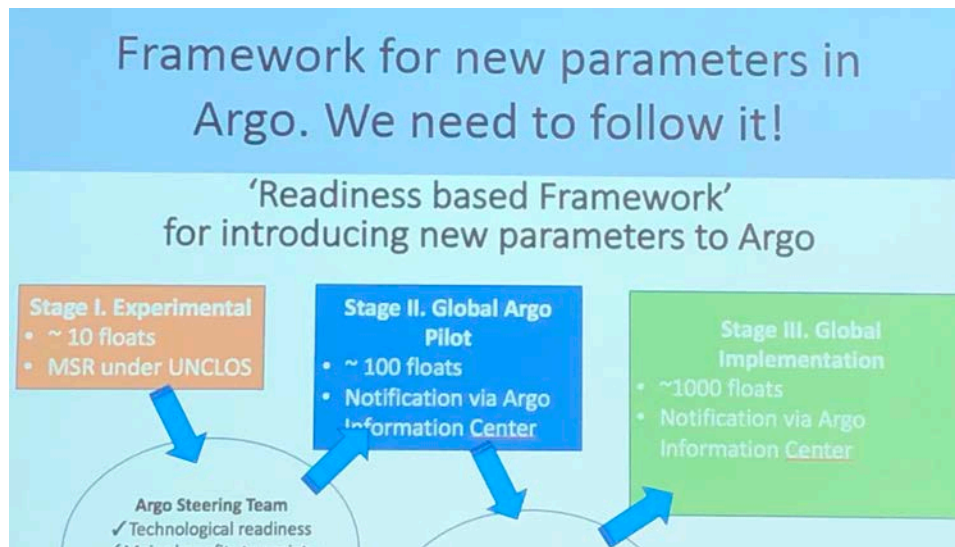 Framework for new parameters in
Argo. We need to follow it!
'Readiness based Framework'
for introducing new parameters to Argo
Stage I. Experimental
• ~ 10 floats
• MSR under UNCLOS
Stage II. Global Argo
Pilot
• ~ 100 floats
• Notification via Argo
Information Center
Stage III. Global
Implementation
• ~1000 floats
• Notification via Argo
Information Center
Argo Steering Team
✓Technological readiness